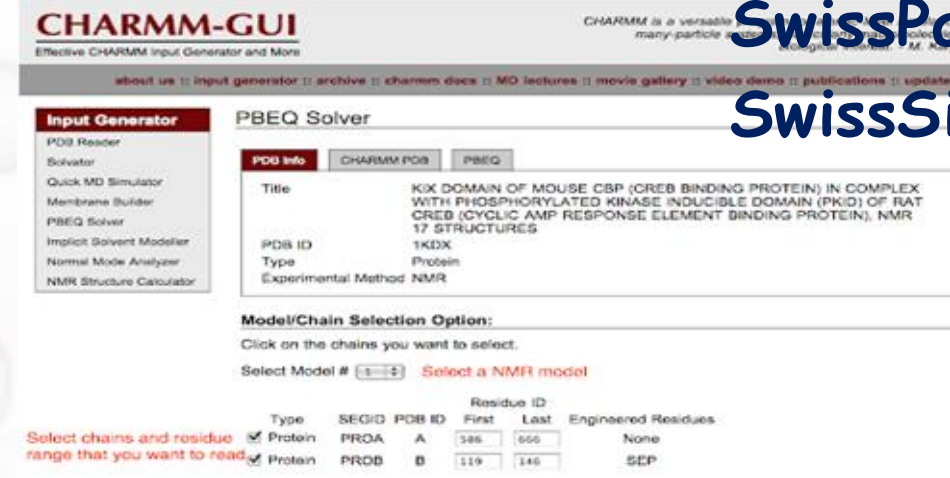 CHARMM-GUI
Effective CHARMM Input Generator and More
CHARMM is a versatile
many-particle
- M. Ka
SwissPo
SwissSi
about us :: input generator :: archive :: charmm docs :: MD lectures :: movie gallery :: video demo :: publications :: update
Input Generator
PDB Reader
Solvator
Quick MD Simulator
Membrane Builder
PBEQ Solver
Implicit Solvent Modeller
Normal Mode Analyzer
NMR Structure Calculator
PBEQ Solver
PDB Info CHARMM PDB PBEQ
Title KIX DOMAIN OF MOUSE CBP (CREB BINDING PROTEIN) IN COMPLEX
WITH PHOSPHORYLATED KINASE INDUCIBLE DOMAIN (PKID) OF RAT
CREB (CYCLIC AMP RESPONSE ELEMENT BINDING PROTEIN), NMR
17 STRUCTURES
PDB ID 1KDX
Type Protein
Experimental Method NMR
Model/Chain Selection Option:
Click on the chains you want to select.
Select Model # 1 Select a NMR model
Residue ID
Type SEGID PDB ID First Last Engineered Residues
Select chains and residue
range that you want to read
Protein PROA A 586 666 None
Protein PROB B 119 146 SEP